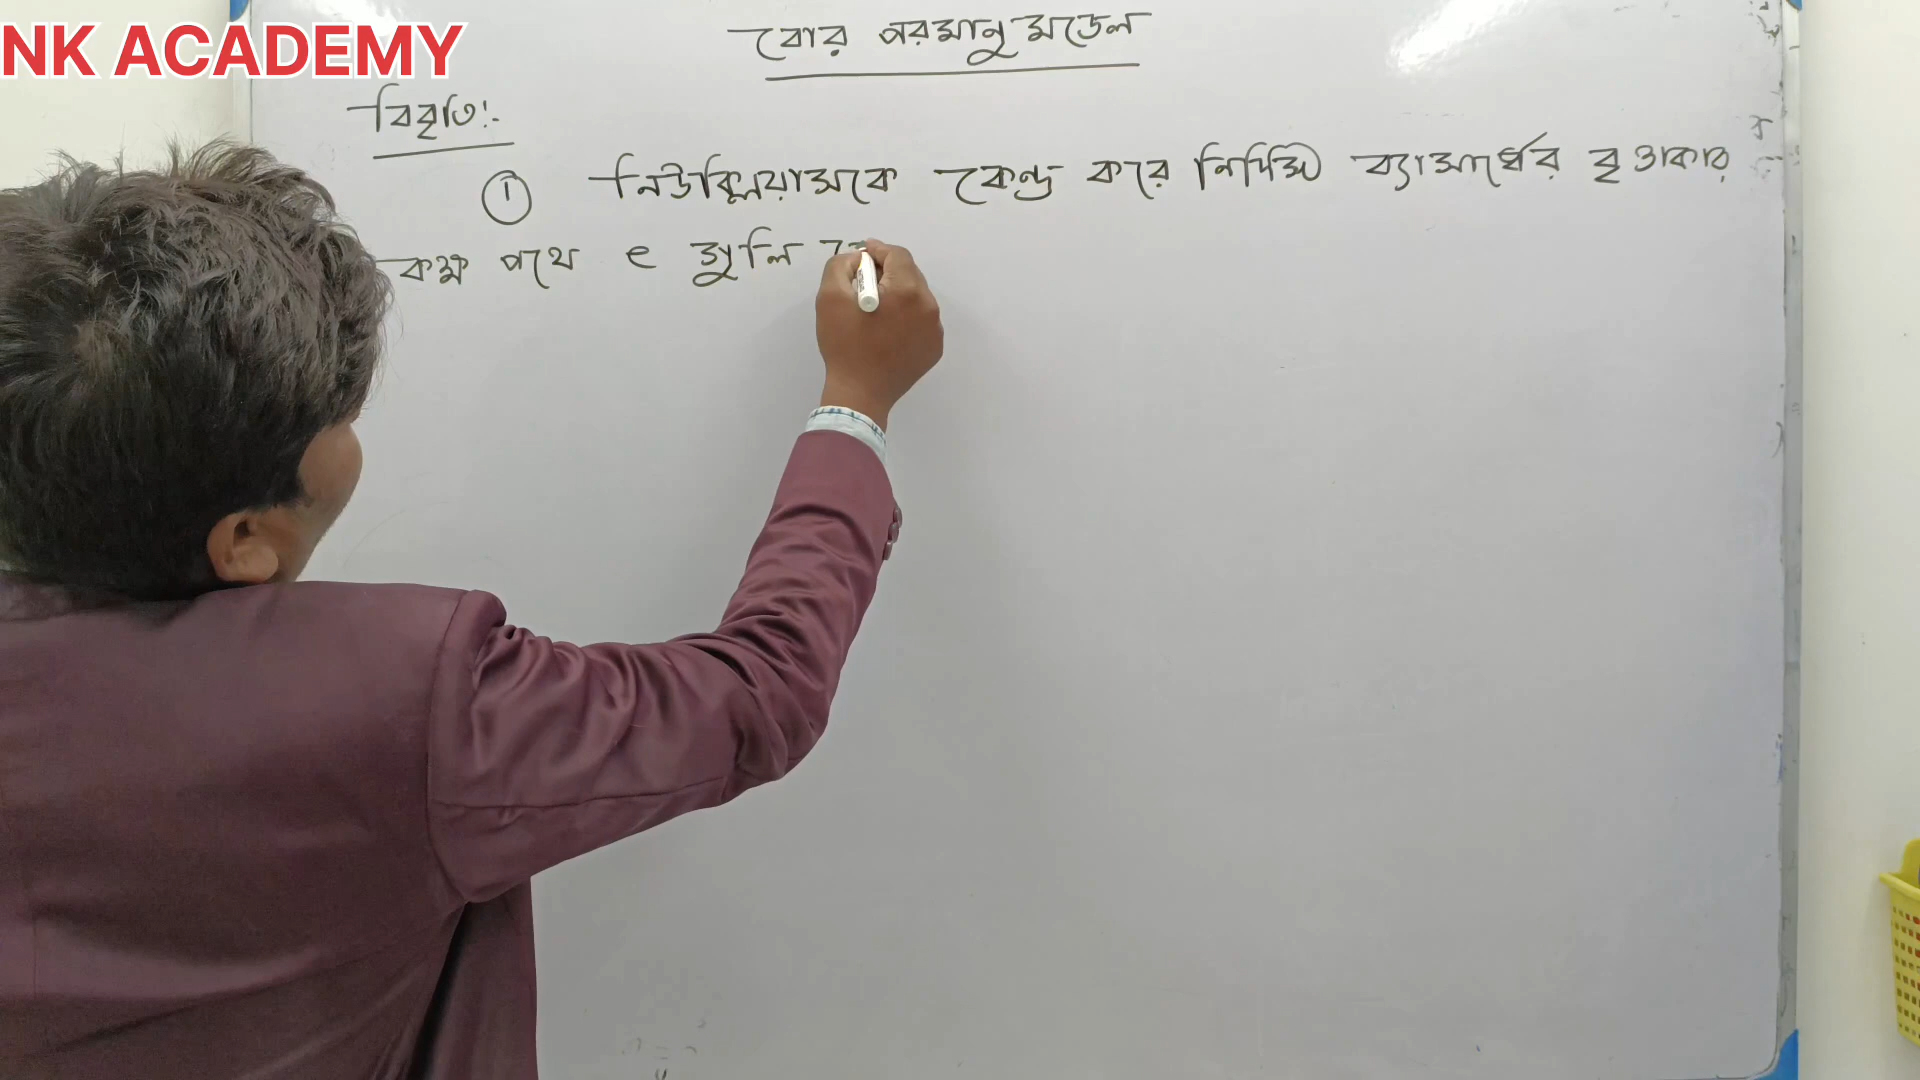 NK ACADEMY
বোর পরমানু মডেল
বিবৃতি:-
① নিউক্লিয়াসকে কেন্দ্র করে নির্দিষ্ট ব্যাসার্ধের বৃত্তাকার
কক্ষ পথে e গুলি